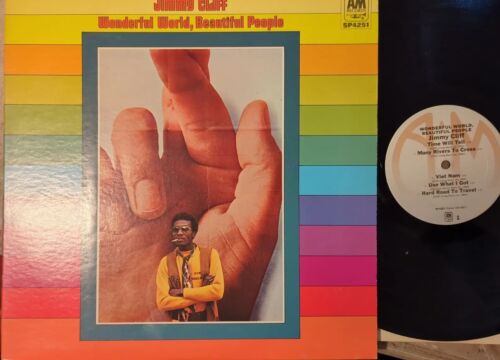 Jimmy Cliff
Wonderful World, Beautiful People
A&M
SP4251
WONDERFUL WORLD,
BEAUTIFUL PEOPLE
Jimmy Cliff
Time Will Tell
Many Rivers To Cross
Viet Nam
Use What I Got
Hard Road To Travel